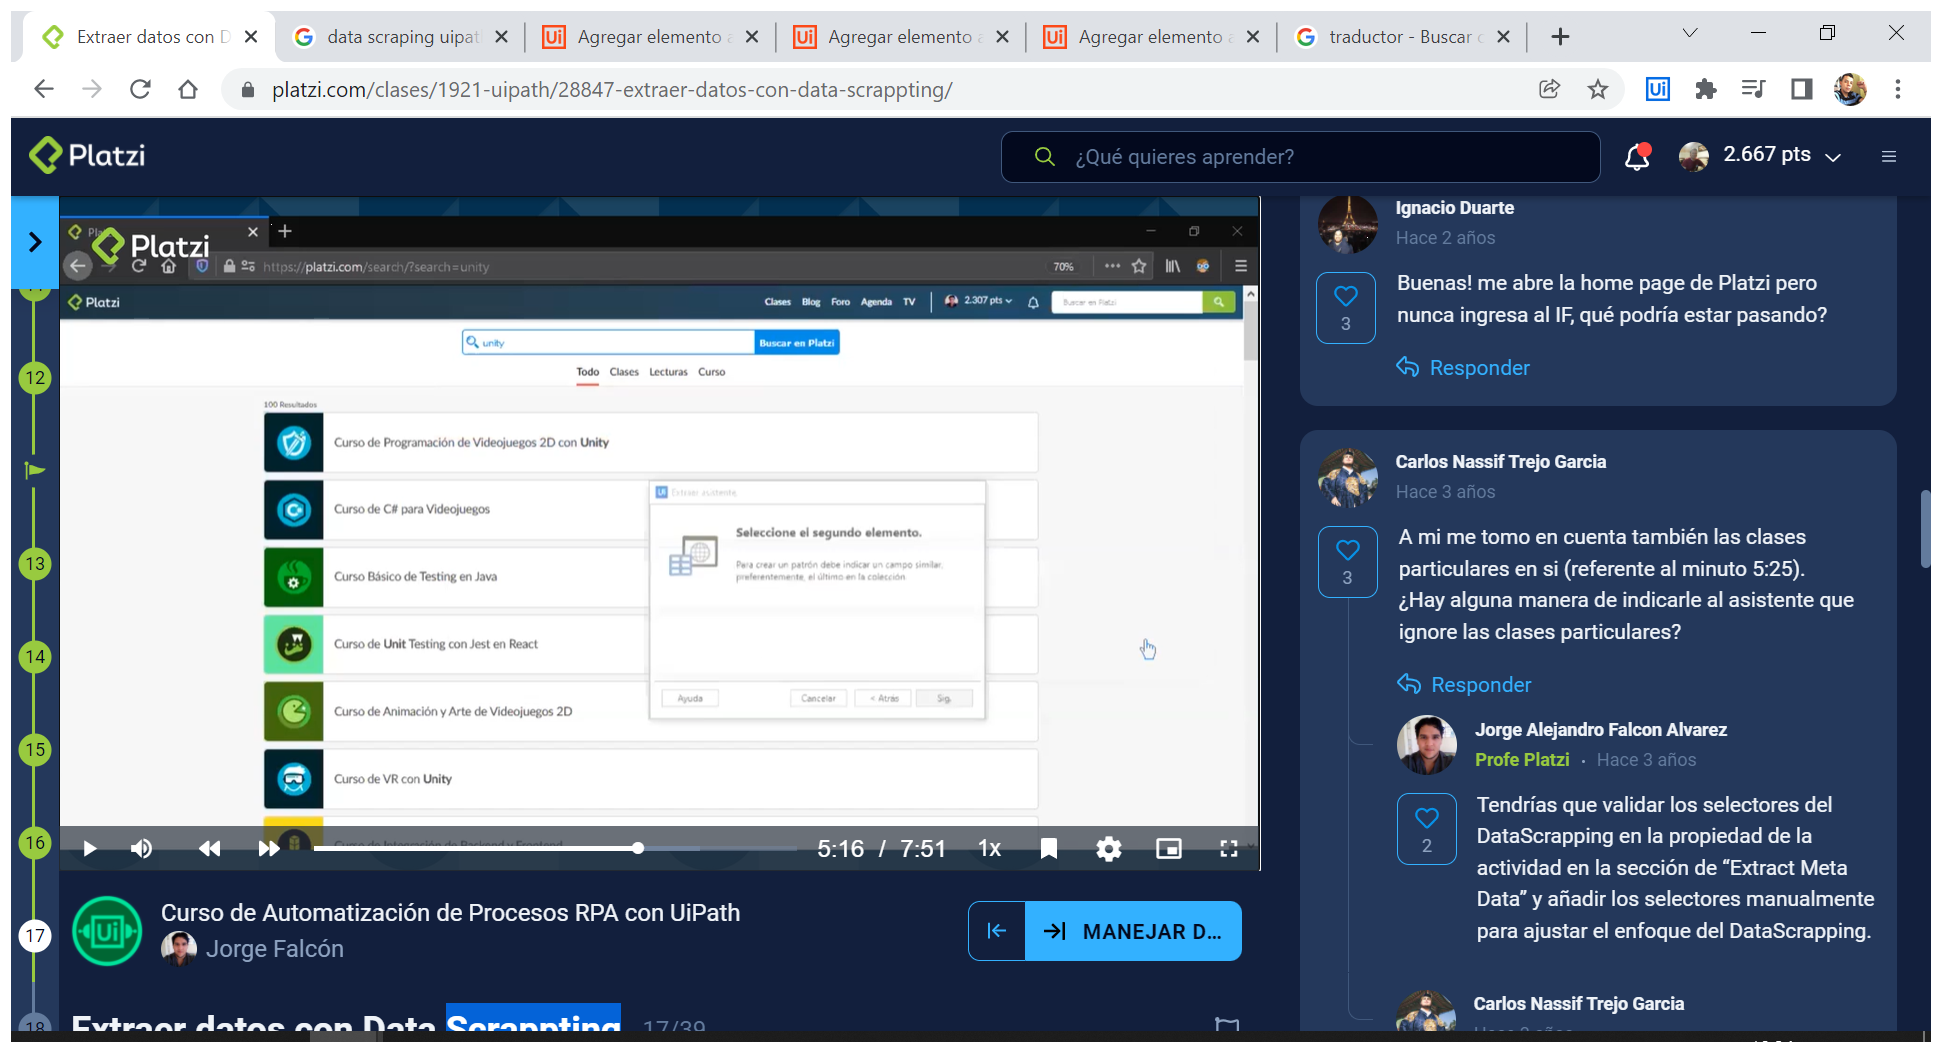 Extraer datos con D
data scraping uipat
Agregar elemento a
Agregar elemento a
Agregar elemento a
traductor - Buscar c
platzi.com/clases/1921-uipath/28847-extraer-datos-con-data-scrappting/
Platzi
¿Qué quieres aprender?
2.667 pts
Platzi
https://platzi.com/search/?search=unity
70%
Platzi
Clases Blog Foro Agenda TV
2.307 pts
Buscar en Platzi
unity
Buscar en Platzi
Todo Clases Lecturas Curso
100 Resultados
Curso de Programación de Videojuegos 2D con Unity
Curso de C# para Videojuegos
Curso Básico de Testing en Java
Curso de Unit Testing con Jest en React
Curso de Animación y Arte de Videojuegos 2D
Curso de VR con Unity
Curso de Integración de Backend y Frontend
Extraer asistente
Seleccione el segundo elemento.
Para crear un patrón debe indicar un campo similar,
preferentemente, el último en la colección.
Ayuda
Cancelar
< Atrás
Sig.
5:16 / 7:51
1x
12
13
14
15
16
17
18
Curso de Automatización de Procesos RPA con UiPath
Jorge Falcón
MANEJAR D...
Extraer datos con Data Scrappting 17/39
Ignacio Duarte
Hace 2 años
3
Buenas! me abre la home page de Platzi pero
nunca ingresa al IF, qué podría estar pasando?
Responder
Carlos Nassif Trejo Garcia
Hace 3 años
3
A mi me tomo en cuenta también las clases
particulares en si (referente al minuto 5:25).
¿Hay alguna manera de indicarle al asistente que
ignore las clases particulares?
Responder
Jorge Alejandro Falcon Alvarez
Profe Platzi • Hace 3 años
2
Tendrías que validar los selectores del
DataScrapping en la propiedad de la
actividad en la sección de “Extract Meta
Data” y añadir los selectores manualmente
para ajustar el enfoque del DataScrapping.
Carlos Nassif Trejo Garcia